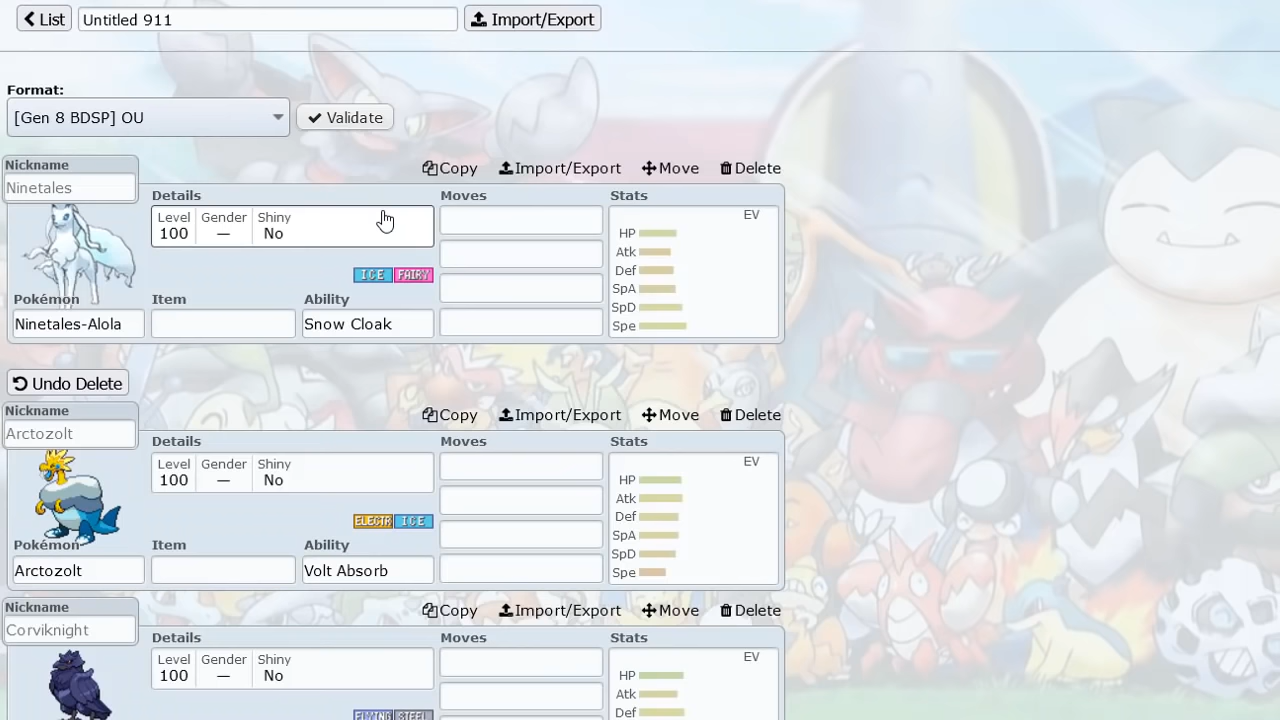 List
Untitled 911
Import/Export
Format:
[Gen 8 BDSP] OU
Validate
Nickname
Ninetales
Copy
Import/Export
Move
Delete
Details
Moves
Stats
Level Gender Shiny
100 — No
EV
HP
Atk
Def
SpA
SpD
Spe
ICE FAIRY
Pokémon
Item
Ability
Ninetales-Alola
Snow Cloak
Undo Delete
Nickname
Arctozolt
Copy
Import/Export
Move
Delete
Details
Moves
Stats
Level Gender Shiny
100 — No
EV
HP
Atk
Def
SpA
SpD
Spe
ELECTR ICE
Pokémon
Item
Ability
Arctozolt
Volt Absorb
Nickname
Corviknight
Copy
Import/Export
Move
Delete
Details
Moves
Stats
Level Gender Shiny
100 — No
EV
HP
Atk
Def
FLYING STEEL